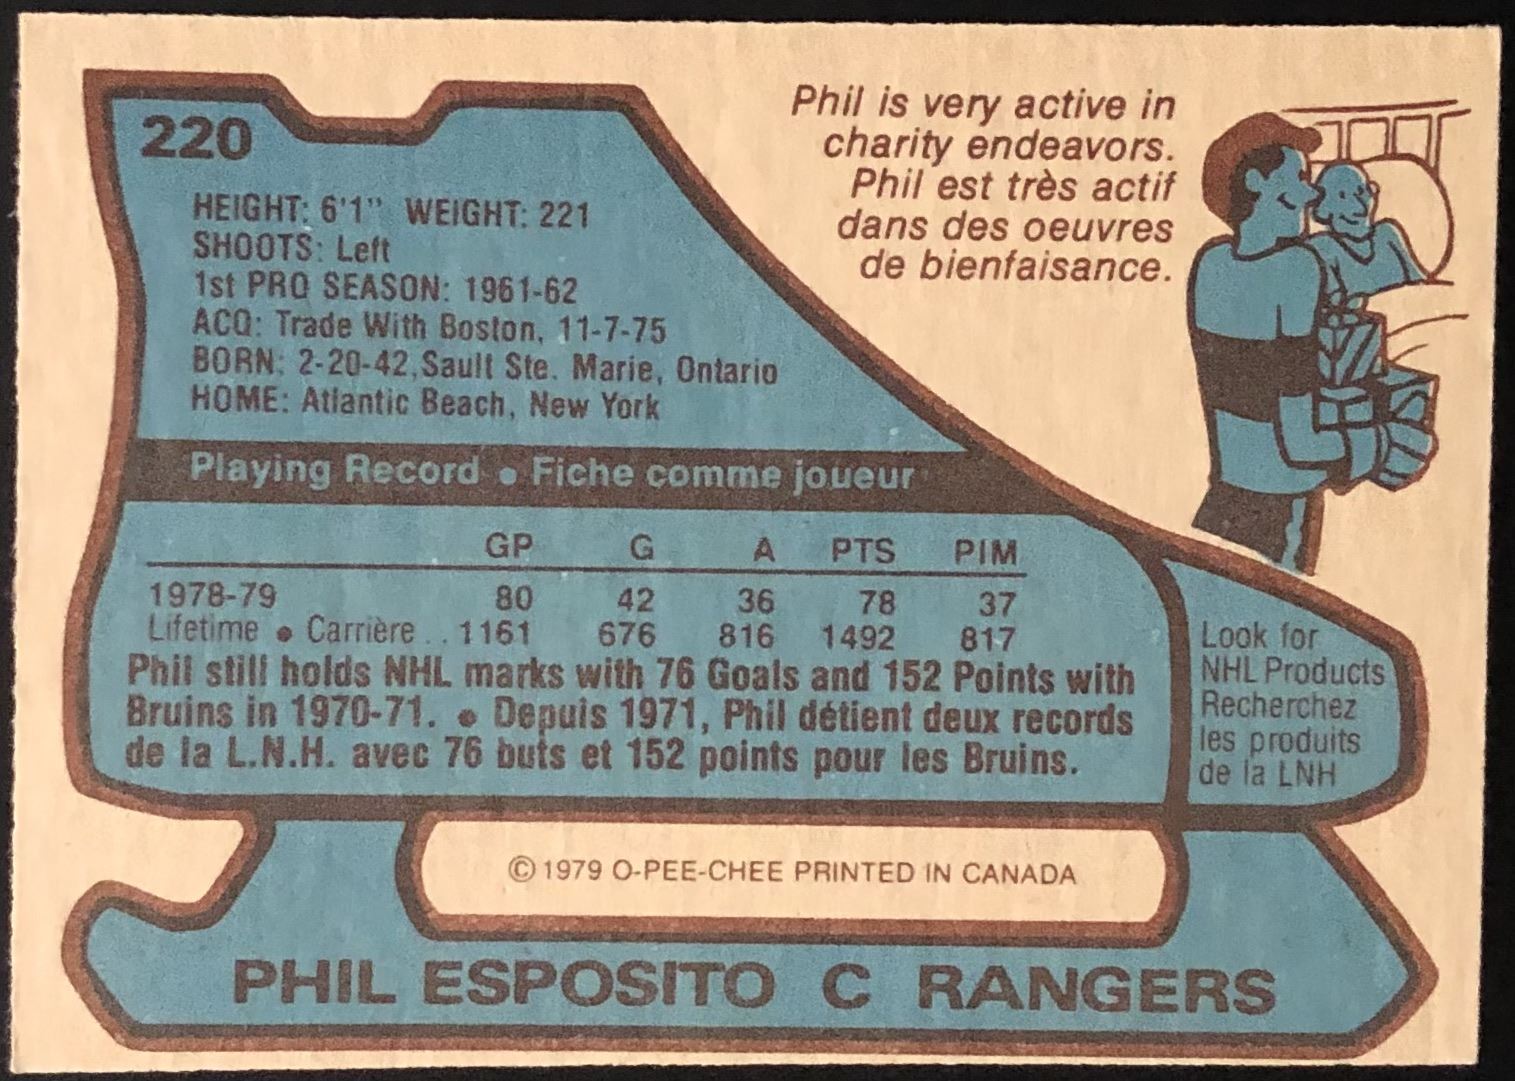 220
HEIGHT: 6'1" WEIGHT: 221
SHOOTS: Left
1st PRO SEASON: 1961-62
ACQ: Trade With Boston, 11-7-75
BORN: 2-20-42, Sault Ste. Marie, Ontario
HOME: Atlantic Beach, New York
Phil is very active in
charity endeavors.
Phil est très actif
dans des oeuvres
de bienfaisance.
Playing Record • Fiche comme joueur
GP G A PTS PIM
1978-79 80 42 36 78 37
Lifetime • Carrière .. 1161 676 816 1492 817
Phil still holds NHL marks with 76 Goals and 152 Points with
Bruins in 1970-71. • Depuis 1971, Phil détient deux records
de la L.N.H. avec 76 buts et 152 points pour les Bruins.
Look for
NHL Products
Recherchez
les produits
de la LNH
© 1979 O-PEE-CHEE PRINTED IN CANADA
PHIL ESPOSITO C RANGERS